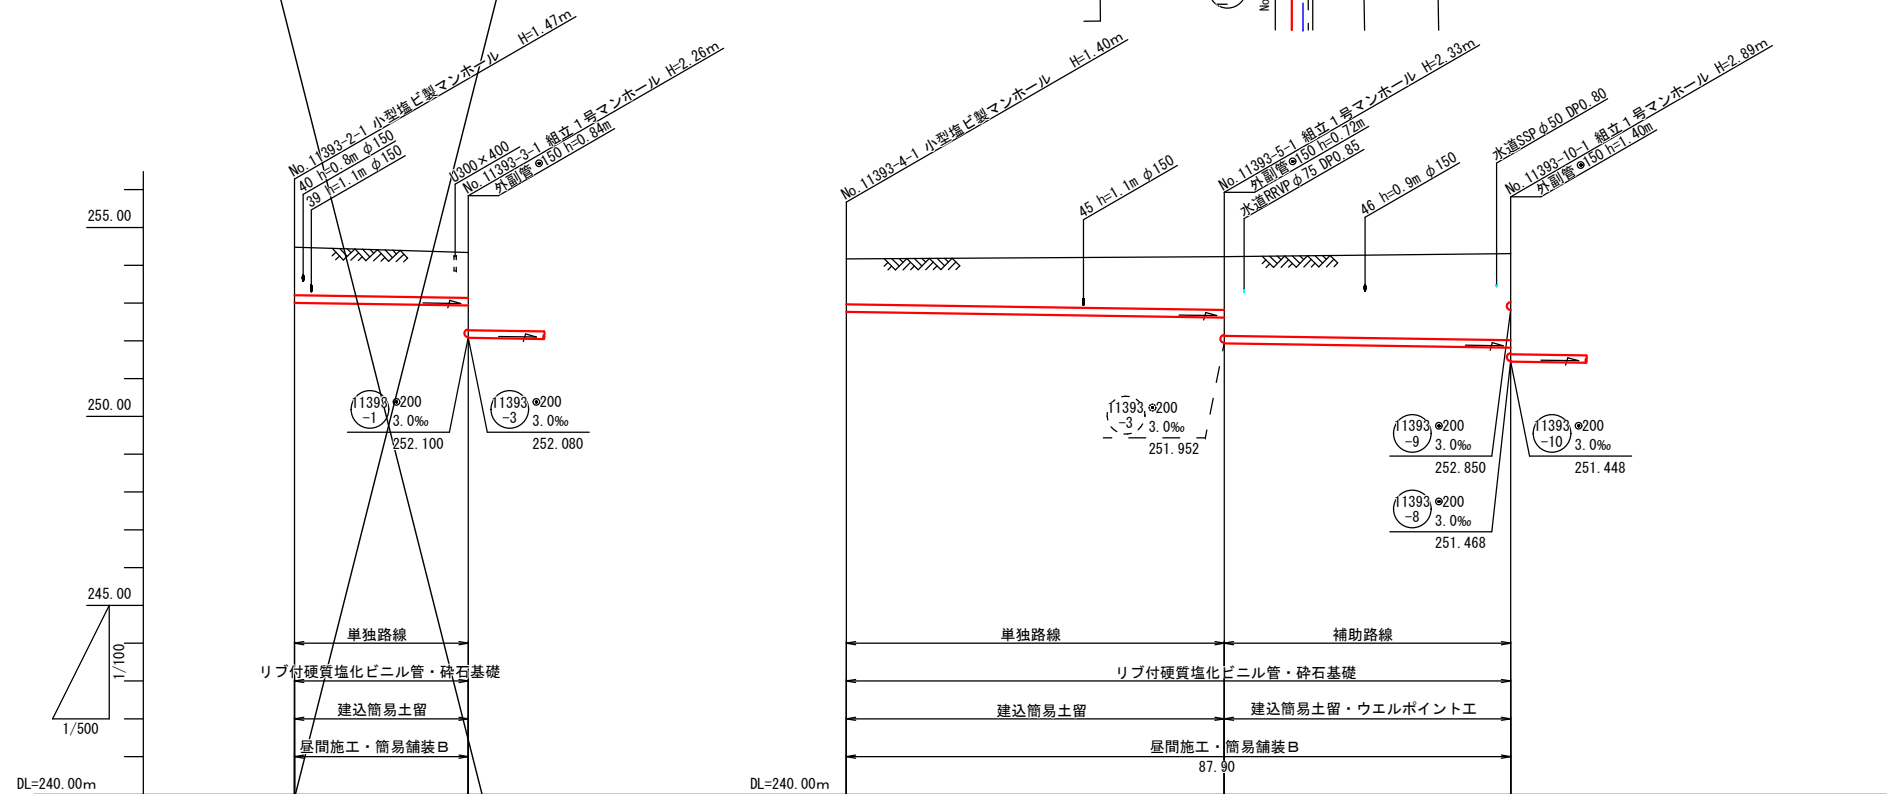 No
No.11393-2-1 小型塩ビ製マンホール H=1.47m
40 h=0.8m φ150
39 h=1.1m φ150
U300×400
No.11393-3-1 組立1号マンホール H=2.26m
外副管◉150 h=0.84m
No.11393-4-1 小型塩ビ製マンホール H=1.40m
45 h=1.1m φ150
No.11393-5-1 組立1号マンホール H=2.33m
外副管◉150 h=0.72m
水道RRVPφ75 DP0.85
46 h=0.9m φ150
水道SSPφ50 DP0.80
No.11393-10-1 組立1号マンホール H=2.89m
外副管◉150 h=1.40m
255.00
250.00
245.00
11393 -1 ◉200
3.0‰
252.100
11393 -3 ◉200
3.0‰
252.080
11393 -3 ◉200
3.0‰
251.952
11393 -9 ◉200
3.0‰
252.850
11393 -10 ◉200
3.0‰
251.448
11393 -8 ◉200
3.0‰
251.468
1/100
1/500
単独路線
リブ付硬質塩化ビニル管・砕石基礎
建込簡易土留
昼間施工・簡易舗装B
単独路線
補助路線
リブ付硬質塩化ビニル管・砕石基礎
建込簡易土留
建込簡易土留・ウエルポイント工
昼間施工・簡易舗装B
87.90
DL=240.00m
DL=240.00m